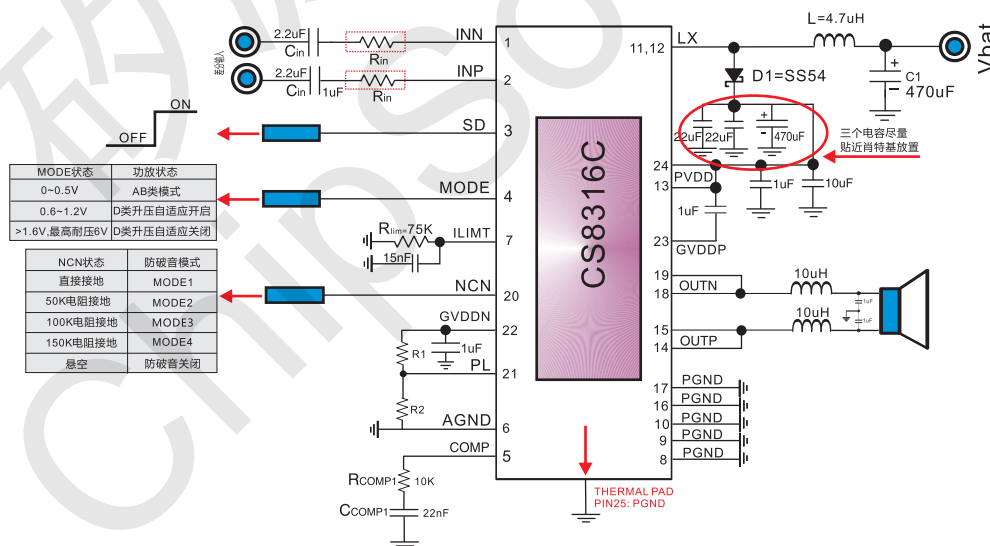 L=4.7uH
Vbat
2.2uF
Cin
Rin
INN
1
差分输入
2.2uF
Cin
1uF
Rin
INP
2
11,12
LX
D1=SS54
C1
470uF
ON
OFF
SD
3
22uF
22uF
470uF
三个电容尽量
贴近肖特基放置
MODE状态
功放状态
0~0.5V
AB类模式
0.6~1.2V
D类升压自适应开启
>1.6V,最高耐压6V
D类升压自适应关闭
MODE
4
24
PVDD
13
1uF
10uF
1uF
23
GVDDP
Rlim=75K
15nF
ILIMT
7
CS8316C
NCN状态
防破音模式
直接接地
MODE1
50K电阻接地
MODE2
100K电阻接地
MODE3
150K电阻接地
MODE4
悬空
防破音关闭
NCN
20
19
18
OUTN
10uH
1uF
1uF
10uH
15
14
OUTP
GVDDN
22
1uF
R1
PL
21
R2
AGND
6
COMP
5
RCOMP1
10K
CCOMP1
22nF
17
PGND
16
PGND
10
PGND
9
PGND
8
PGND
THERMAL PAD
PIN25: PGND
ChipSo